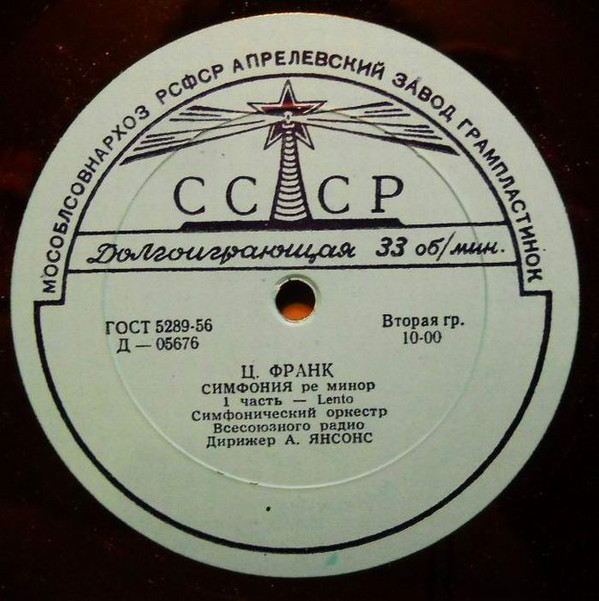 МОСОБЛСОВНАРХОЗ РСФСР АПРЕЛЕВСКИЙ ЗАВОД ГРАМПЛАСТИНОК
СССР
Долгоиграющая 33 об/мин.
ГОСТ 5289-56
Д — 05676
Вторая гр.
10-00
Ц. ФРАНК
СИМФОНИЯ ре минор
1 часть — Lento
Симфонический оркестр
Всесоюзного радио
Дирижер А. ЯНСОНС